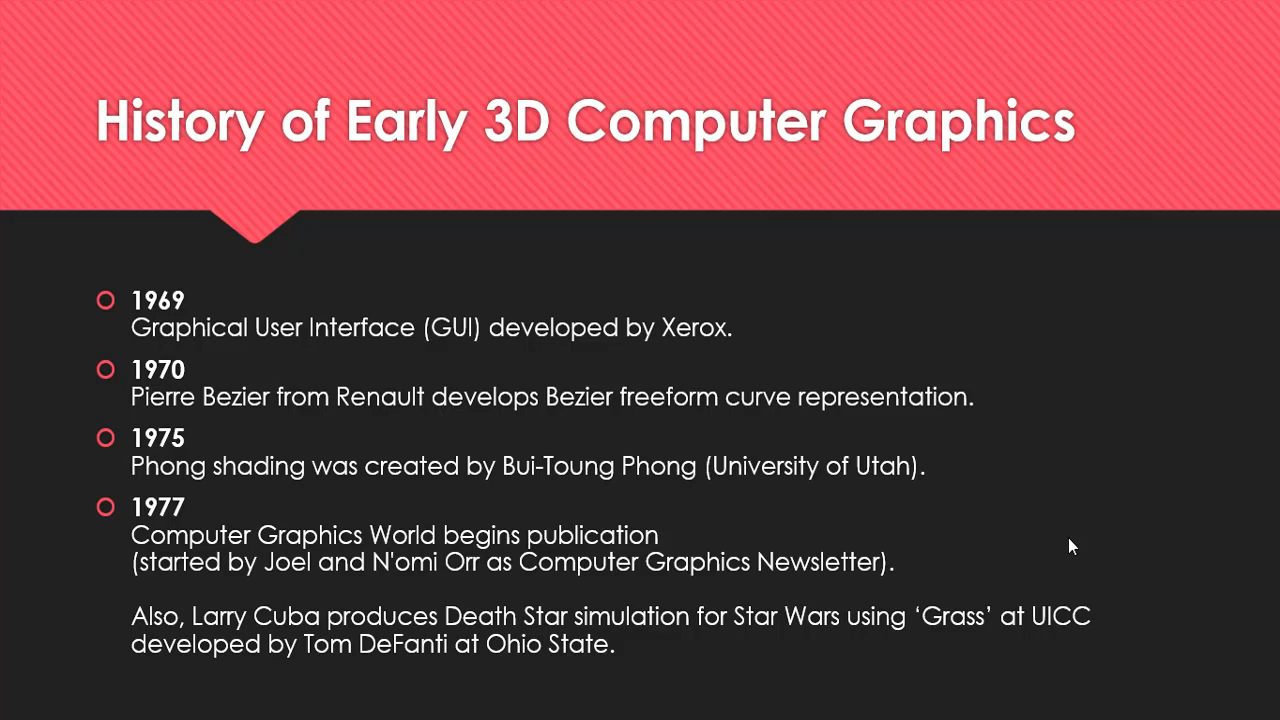 History of Early 3D Computer Graphics
1969
Graphical User Interface (GUI) developed by Xerox.
1970
Pierre Bezier from Renault develops Bezier freeform curve representation.
1975
Phong shading was created by Bui-Toung Phong (University of Utah).
1977
Computer Graphics World begins publication
(started by Joel and N'omi Orr as Computer Graphics Newsletter).
Also, Larry Cuba produces Death Star simulation for Star Wars using ‘Grass’ at UICC
developed by Tom DeFanti at Ohio State.